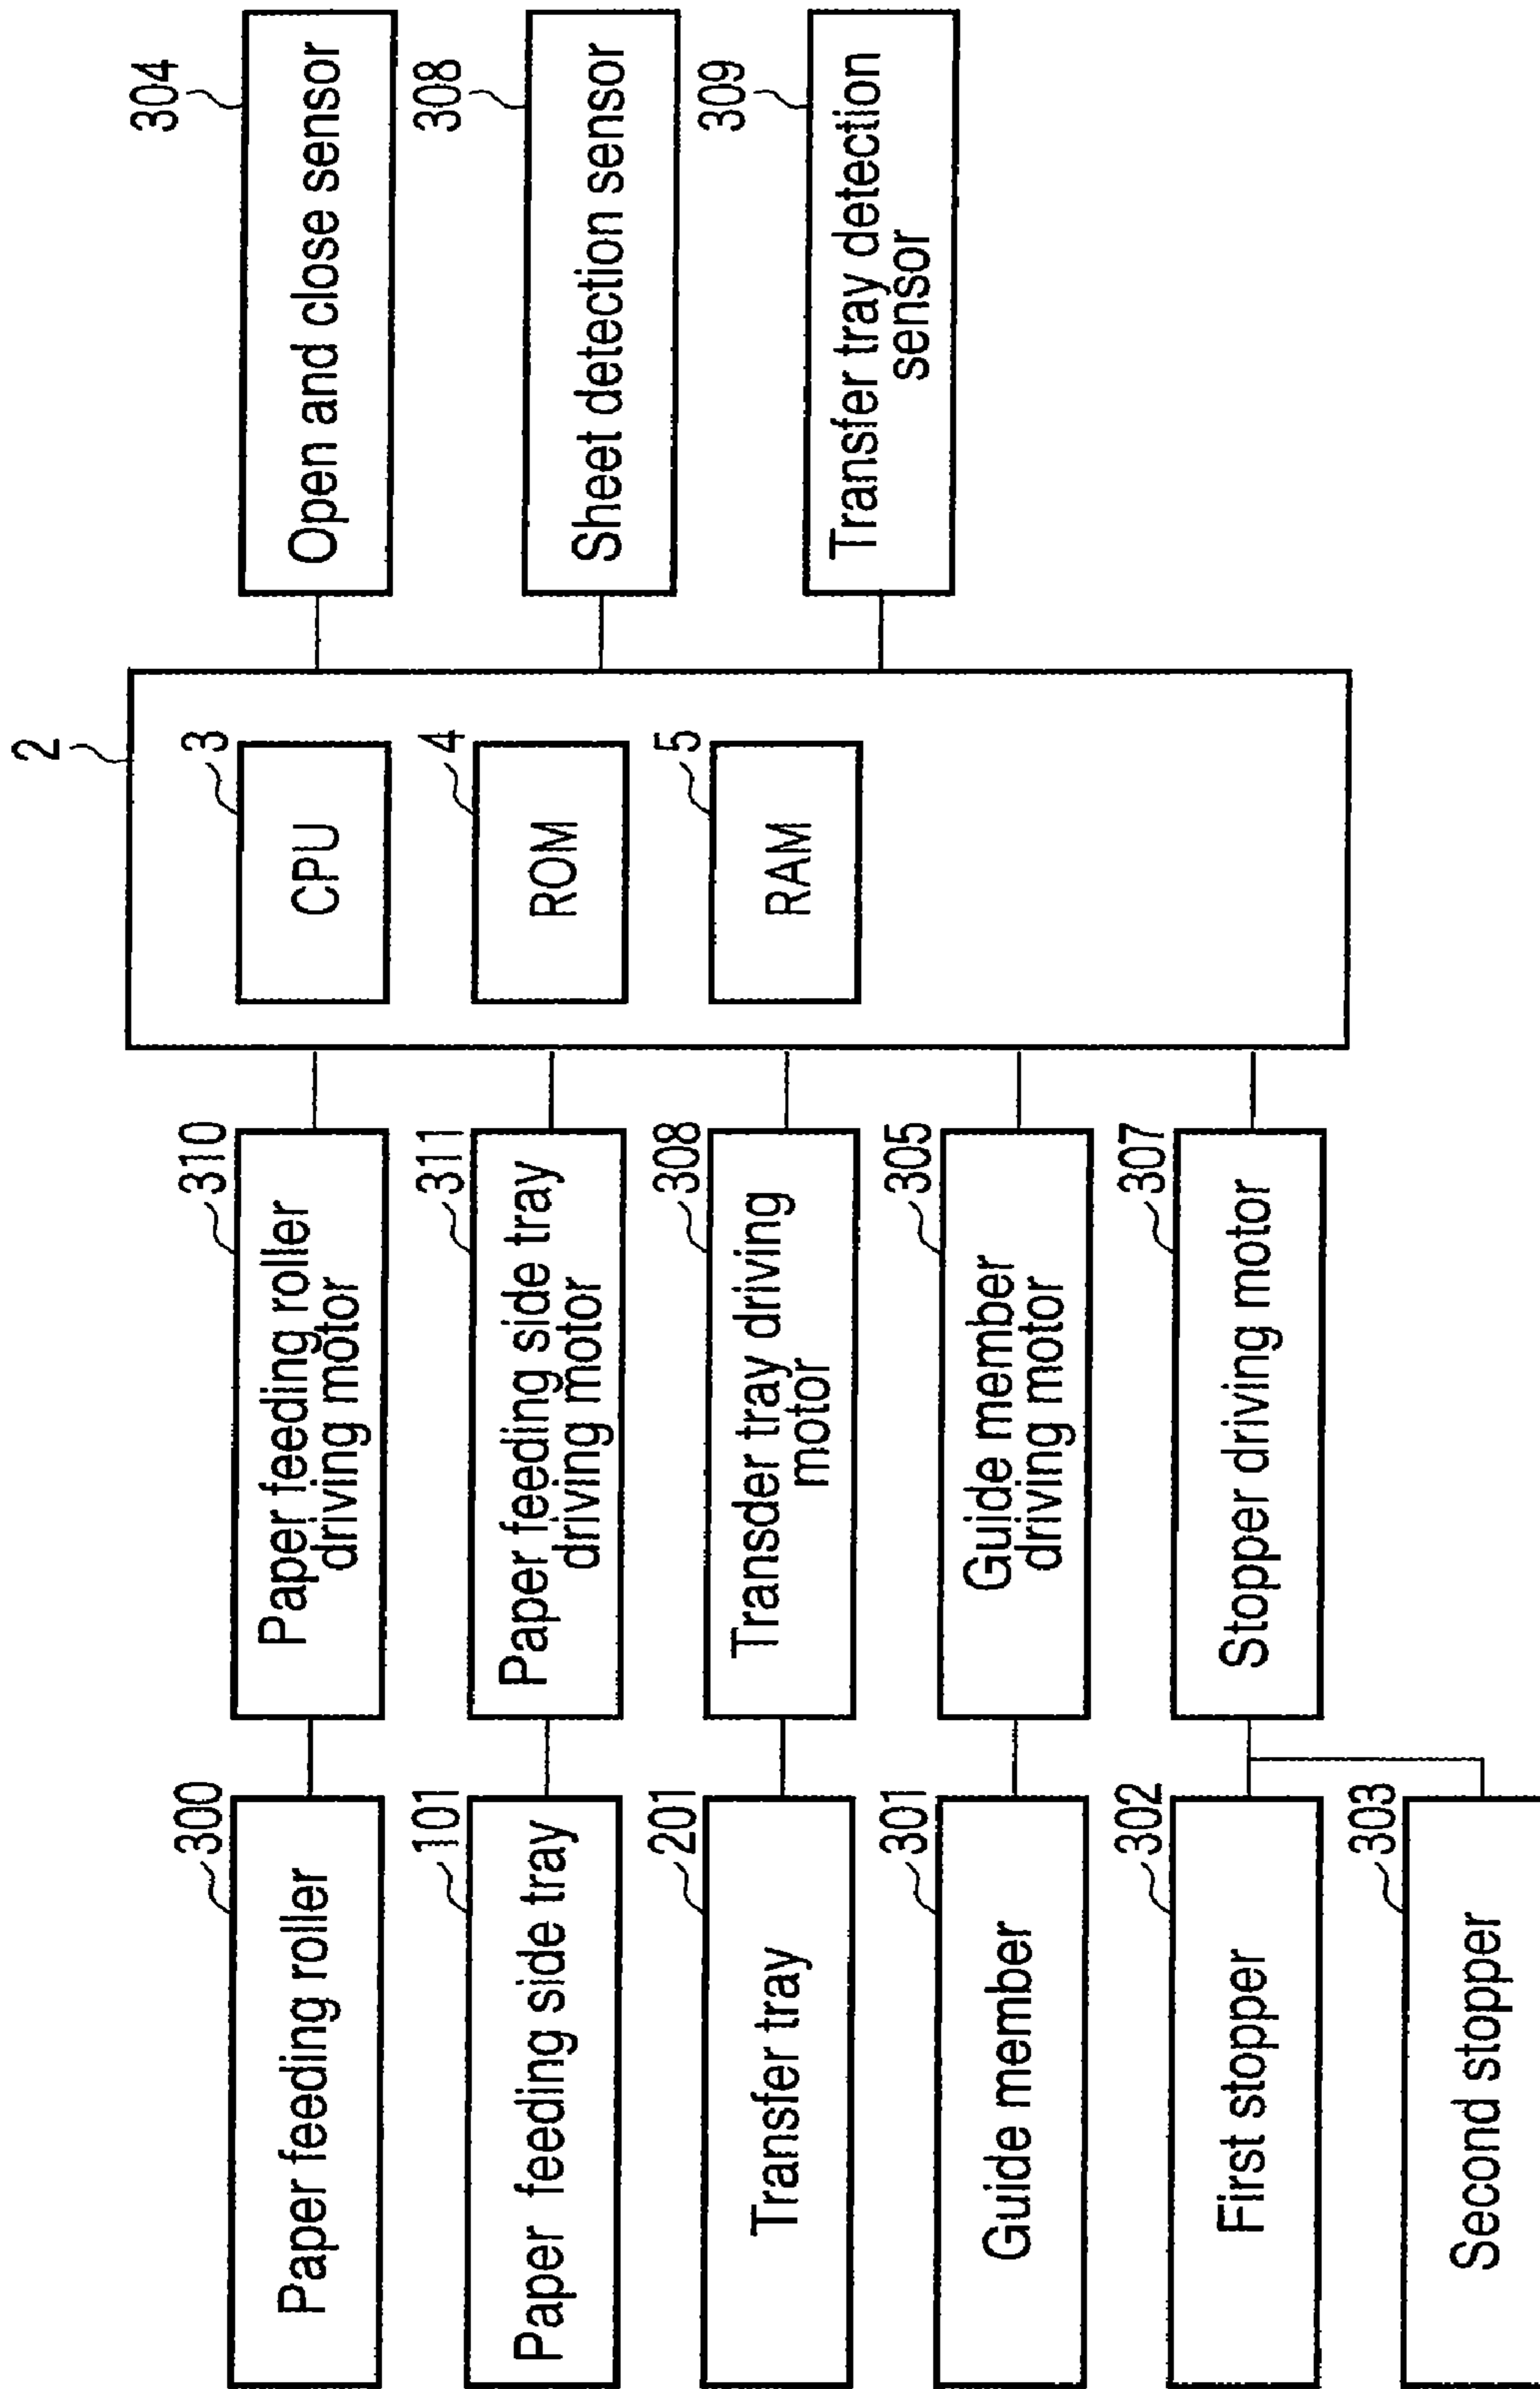 300
Paper feeding roller
310
Paper feeding roller
driving motor
2
3
CPU
304
Open and close sensor
101
Paper feeding side tray
311
Paper feeding side tray
driving motor
4
ROM
308
Sheet detection sensor
201
Transfer tray
308
Transder tray driving
motor
5
RAM
309
Transfer tray detection
sensor
301
Guide member
305
Guide member
driving motor
302
First stopper
307
Stopper driving motor
303
Second stopper